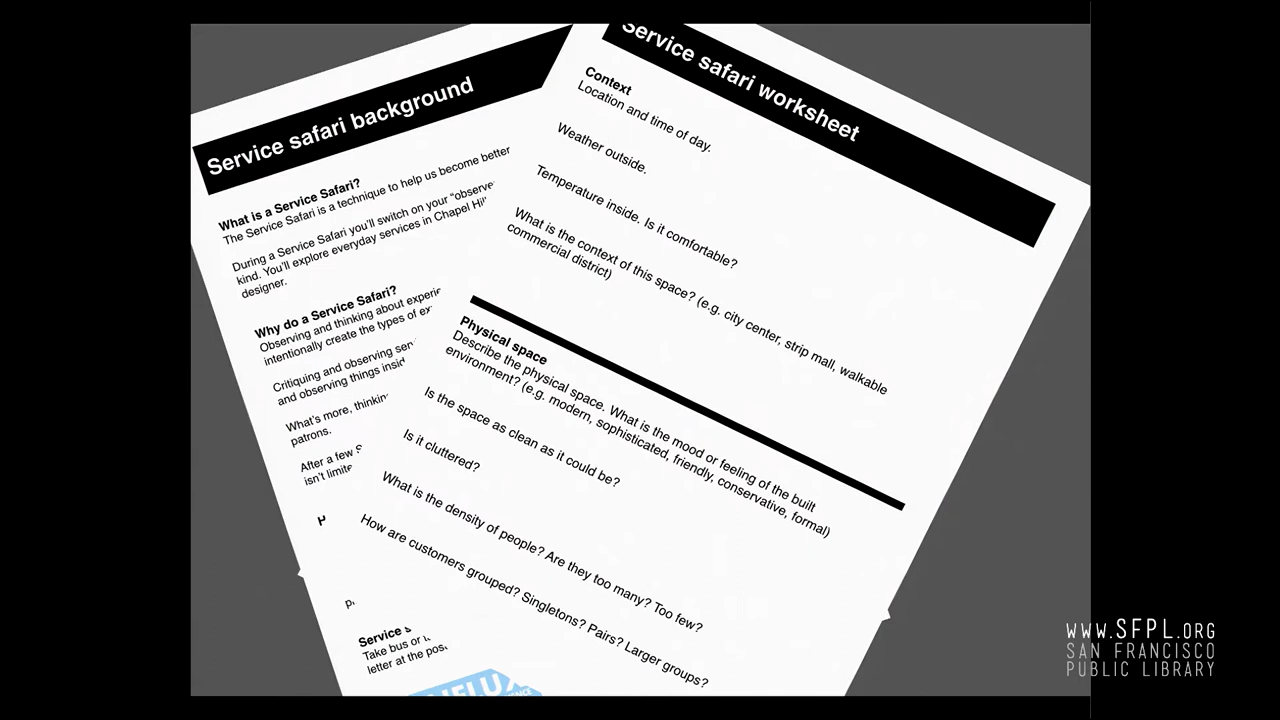 Service safari background
What is a Service Safari?
The Service Safari is a technique to help us become better
During a Service Safari you'll switch on your "observe
kind. You'll explore everyday services in Chapel Hil
designer.
Why do a Service Safari?
Observing and thinking about experie
intentionally create the types of
Critiquing and observing
and observing things
What's more,
patrons.
After a few
isn't
Service
Take bus or
letter at the
Service safari worksheet
Context
Location and time of day.
Weather outside.
Temperature inside. Is it comfortable?
What is the context of this space? (e.g. city center, strip mall, walkable
commercial district)
Physical space
Describe the physical space. What is the mood or feeling of the built
environment? (e.g. modern, sophisticated, friendly, conservative, formal)
Is the space as clean as it could be?
Is it cluttered?
What is the density of people? Are they too many? Too few?
How are customers grouped? Singletons? Pairs? Larger groups?
WWW.SFPL.ORG
SAN FRANCISCO
PUBLIC LIBRARY